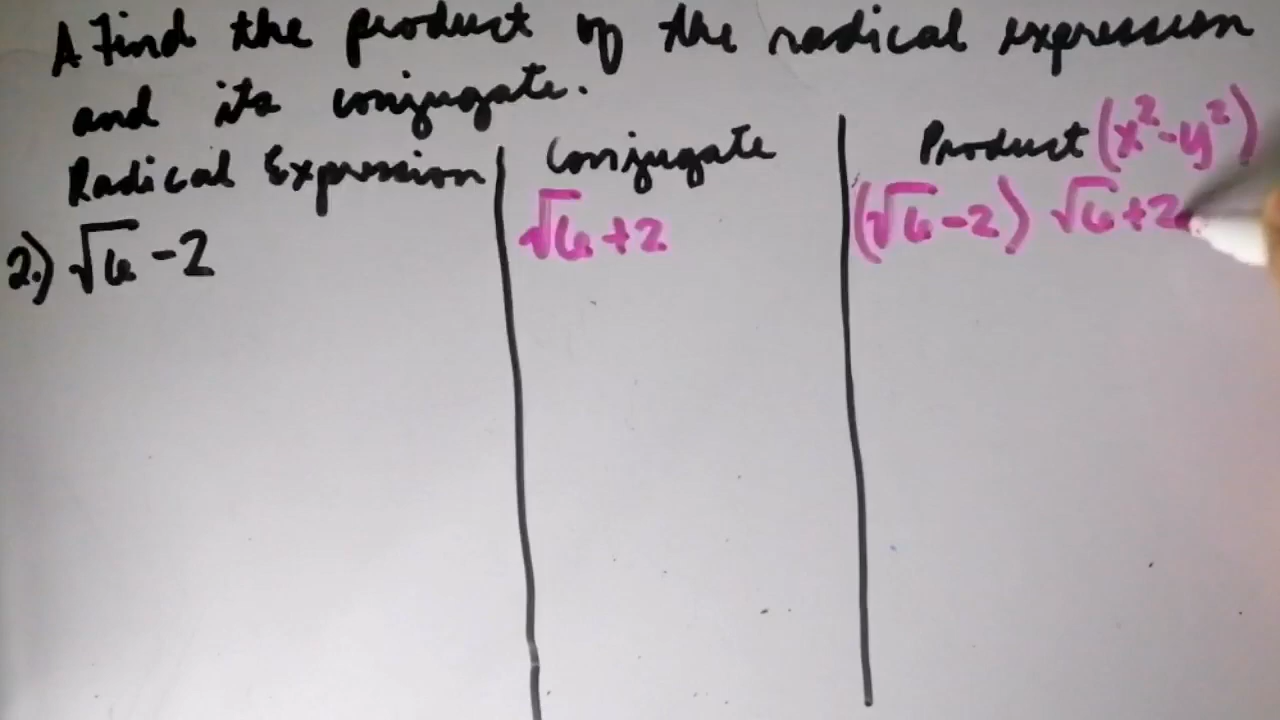 A Find the product of the radical expression
and its conjugate.
Radical Expression Conjugate Product (x²-y²)
2.) √6 -2 √6 +2 (√6 -2) √6 +2